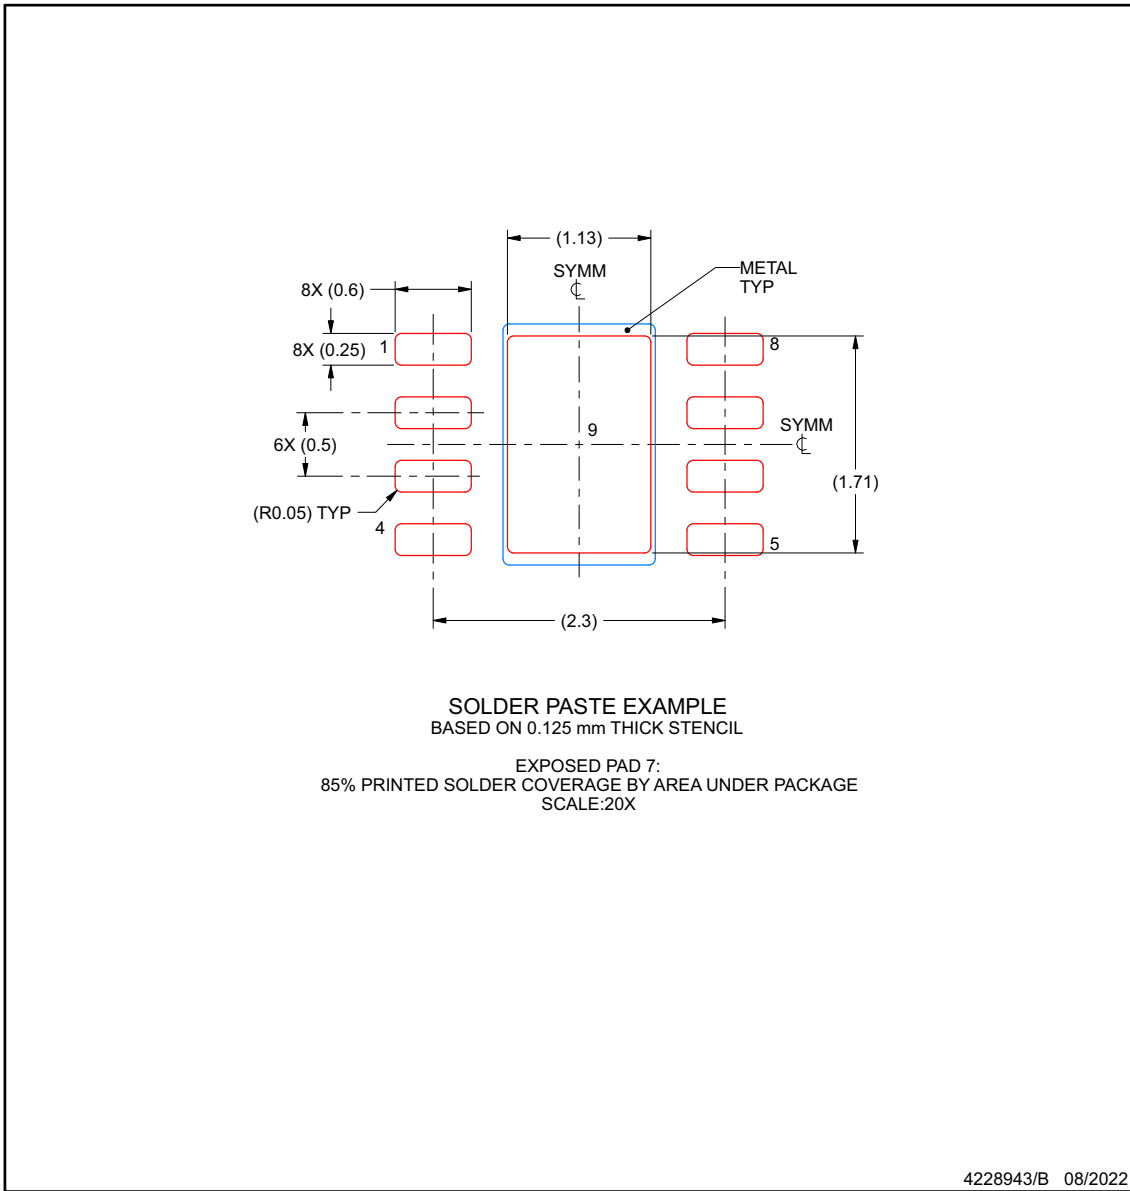 (1.13)
SYMM
C
L
METAL
TYP
8X (0.6)
8X (0.25)
1
8
9
SYMM
C
L
6X (0.5)
(1.71)
(R0.05) TYP
4
5
(2.3)
SOLDER PASTE EXAMPLE
BASED ON 0.125 mm THICK STENCIL
EXPOSED PAD 7:
85% PRINTED SOLDER COVERAGE BY AREA UNDER PACKAGE
SCALE:20X
4228943/B 08/2022